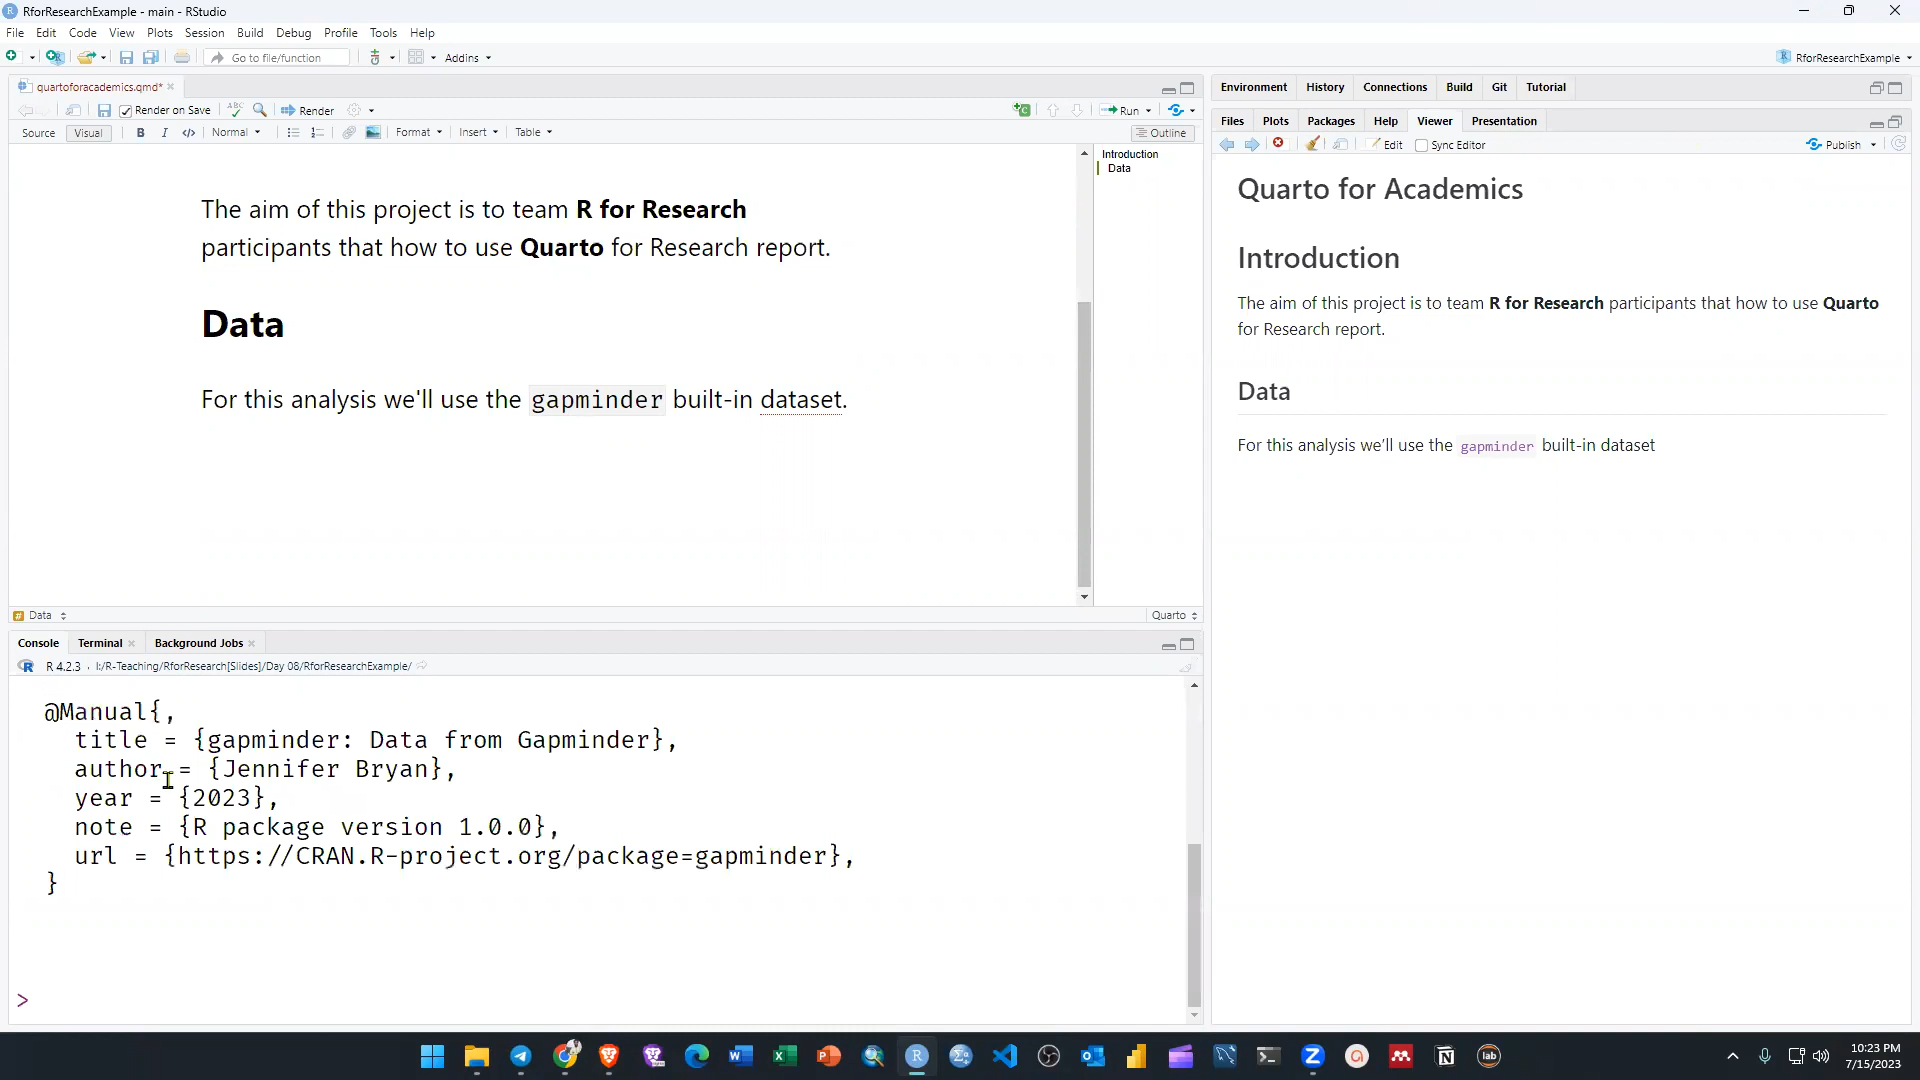 RforResearchExample - main - RStudio
File Edit Code View Plots Session Build Debug Profile Tools Help
Go to file/function Addins RforResearchExample
quartoforacademics.qmd*
Render on Save ABC Render Run
Source Visual B I </> Normal Format Insert Table Outline
The aim of this project is to team R for Research
participants that how to use Quarto for Research report.
Data
For this analysis we'll use the gapminder built-in dataset.
Introduction
Data
# Data Quarto
Console Terminal Background Jobs
R 4.2.3 · I:/R-Teaching/RforResearch[Slides]/Day 08/RforResearchExample/
@Manual{,
title = {gapminder: Data from Gapminder},
author = {Jennifer Bryan},
year = {2023},
note = {R package version 1.0.0},
url = {https://CRAN.R-project.org/package=gapminder},
}
>
Environment History Connections Build Git Tutorial
Files Plots Packages Help Viewer Presentation
Edit Sync Editor Publish
Quarto for Academics
Introduction
The aim of this project is to team R for Research participants that how to use Quarto
for Research report.
Data
For this analysis we’ll use the gapminder built-in dataset
lab
10:23 PM
7/15/2023